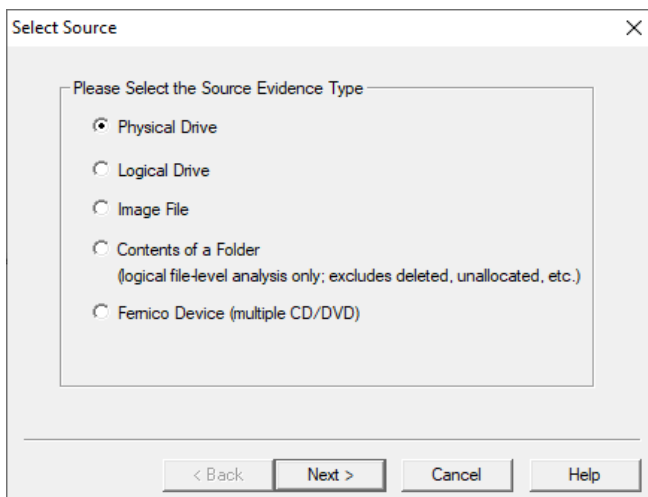 Select Source
Please Select the Source Evidence Type
Physical Drive
Logical Drive
Image File
Contents of a Folder
(logical file-level analysis only; excludes deleted, unallocated, etc.)
Fernico Device (multiple CD/DVD)
< Back
Next >
Cancel
Help